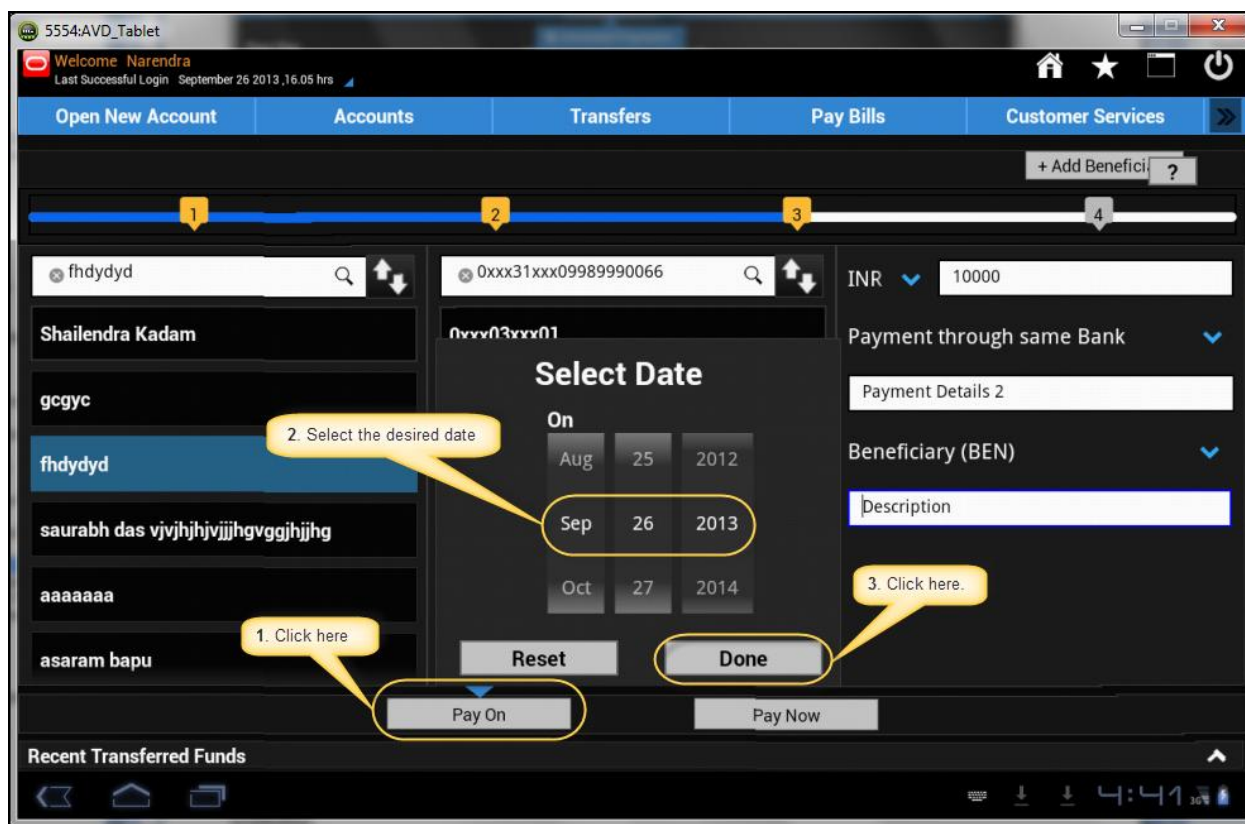 5554:AVD_Tablet
Welcome Narendra
Last Successful Login September 26 2013 ,16.05 hrs
Open New Account
Accounts
Transfers
Pay Bills
Customer Services
+ Add Benefici
?
1
2
3
4
fhdydyd
0xxx31xxx09989990066
INR
10000
Shailendra Kadam
0xxx03xxx01
Payment through same Bank
gcgyc
Select Date
Payment Details 2
On
2. Select the desired date
Aug 25 2012
Beneficiary (BEN)
fhdydyd
Sep 26 2013
Description
saurabh das vjvjhjhjvjjjhgvggjhjjhg
Oct 27 2014
3. Click here.
aaaaaaa
1. Click here
asaram bapu
Reset
Done
Pay On
Pay Now
Recent Transferred Funds
4:41
3G